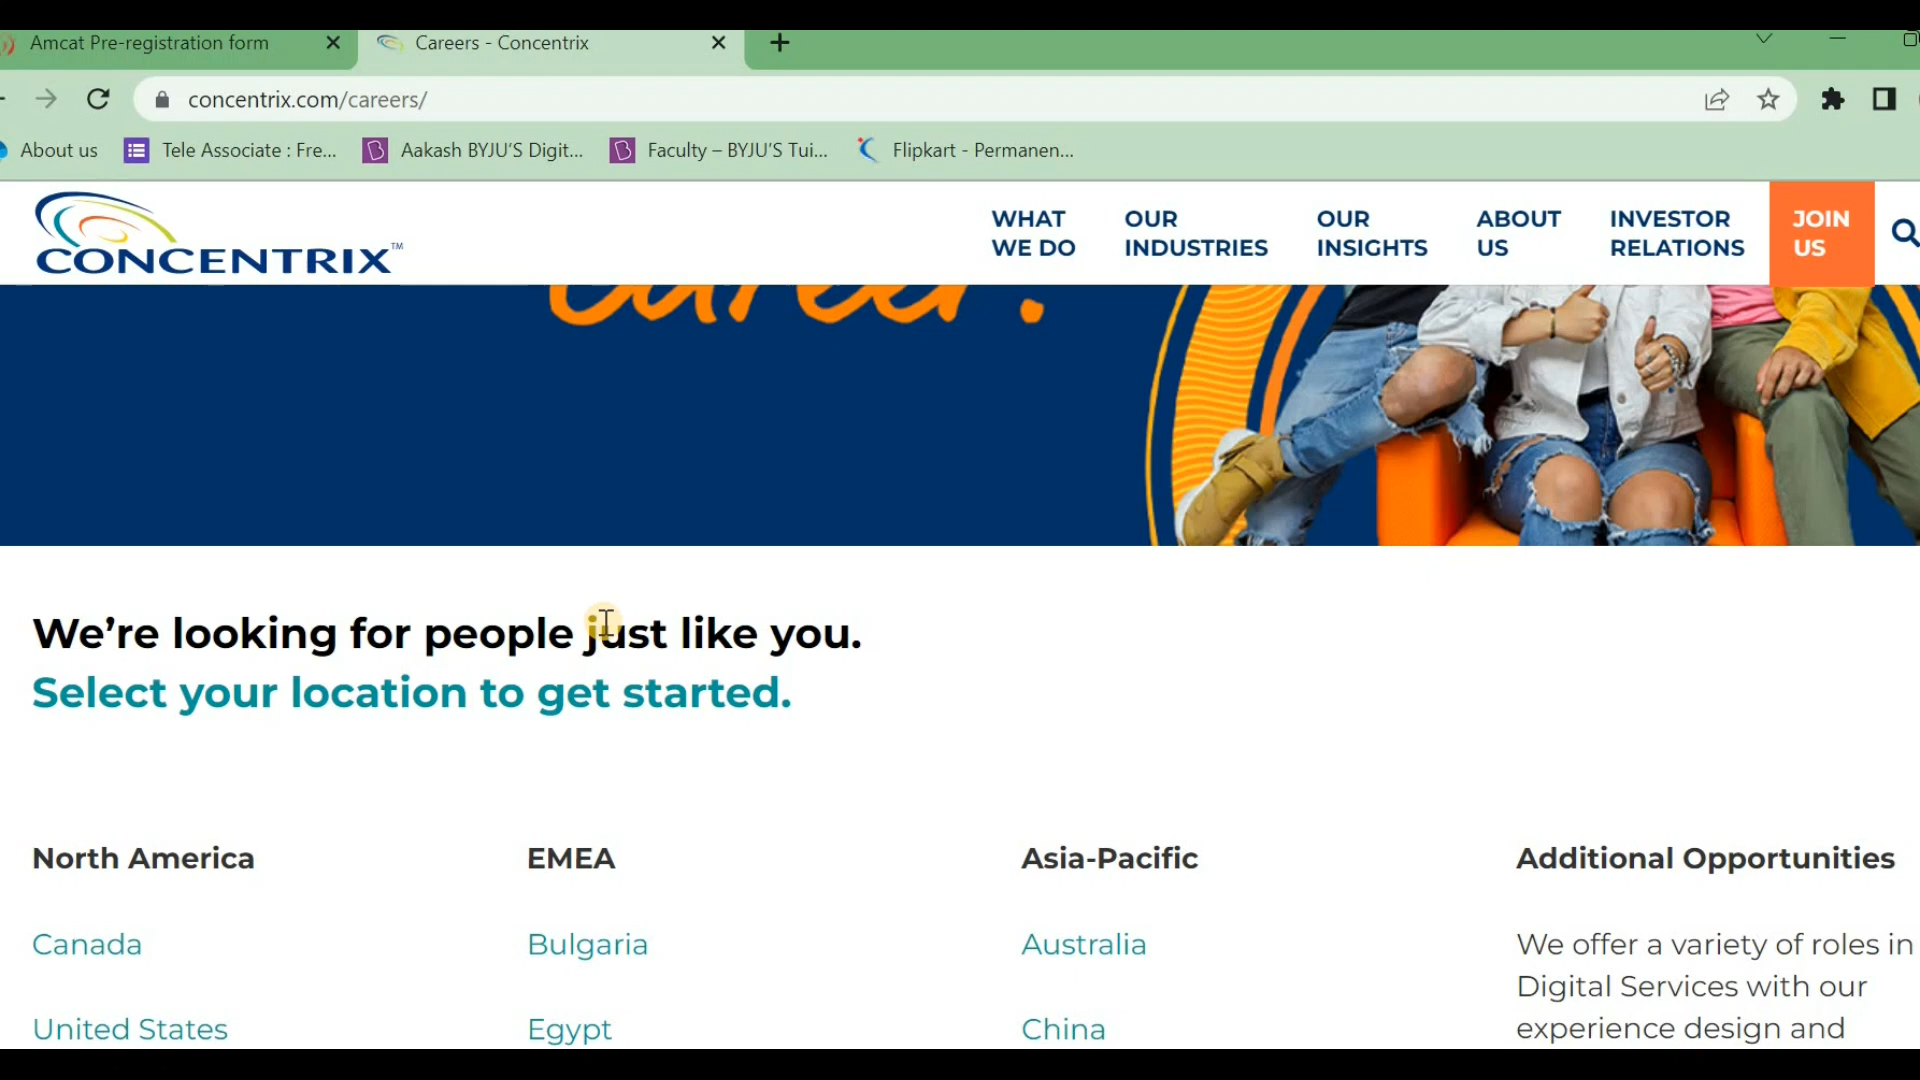 Amcat Pre-registration form
Careers - Concentrix
concentrix.com/careers/
About us
Tele Associate : Fre...
Aakash BYJU'S Digit...
Faculty – BYJU'S Tui...
Flipkart - Permanen...
CONCENTRIX™
WHAT WE DO
OUR INDUSTRIES
OUR INSIGHTS
ABOUT US
INVESTOR RELATIONS
JOIN US
career.
We're looking for people just like you.
Select your location to get started.
North America
Canada
United States
EMEA
Bulgaria
Egypt
Asia-Pacific
Australia
China
Additional Opportunities
We offer a variety of roles in
Digital Services with our
experience design and